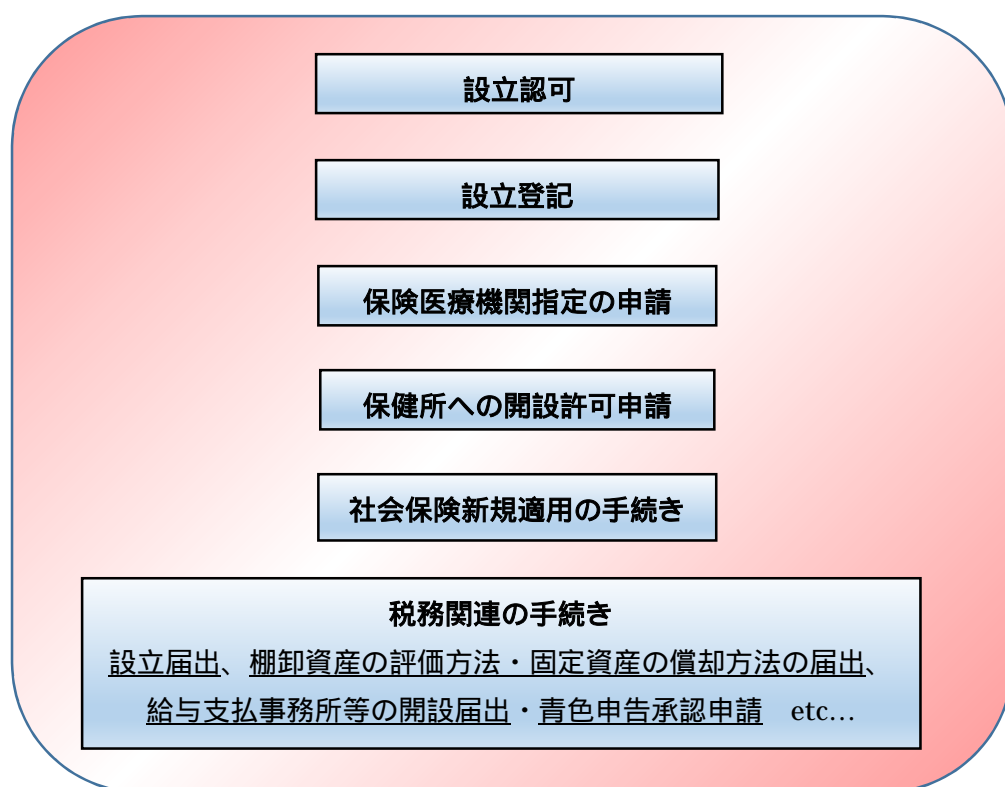 設立認可
設立登記
保険医療機関指定の申請
保健所への開設許可申請
社会保険新規適用の手続き
税務関連の手続き
設立届出、棚卸資産の評価方法・固定資産の償却方法の届出、
給与支払事務所等の開設届出・青色申告承認申請　etc…